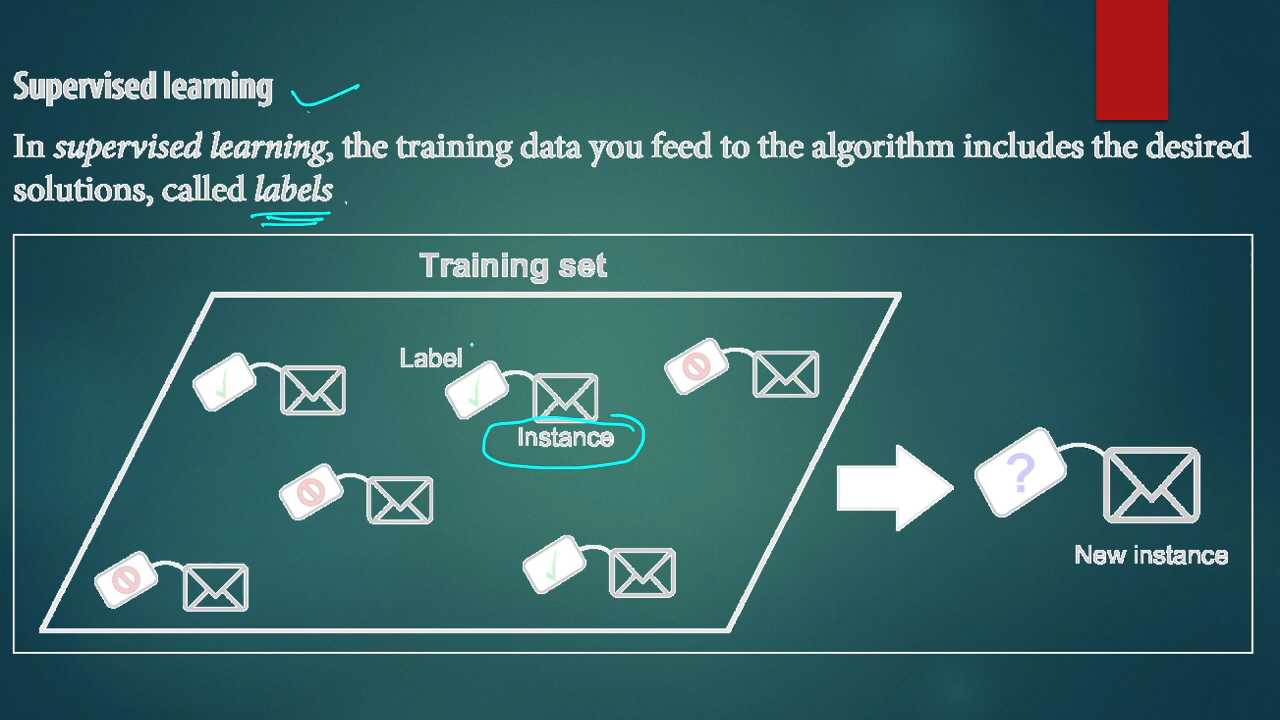 Supervised learning
In supervised learning, the training data you feed to the algorithm includes the desired
solutions, called labels
Training set
Label
Instance
?
New instance